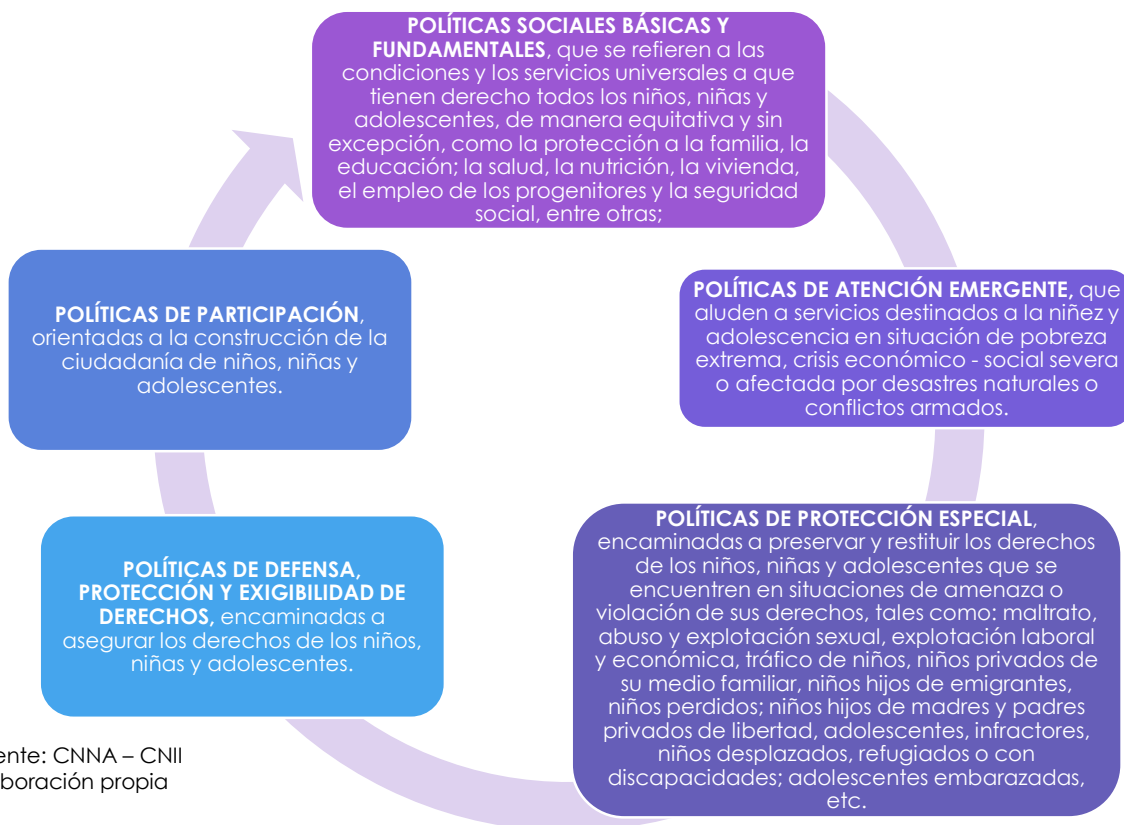 POLÍTICAS SOCIALES BÁSICAS Y
FUNDAMENTALES, que se refieren a las
condiciones y los servicios universales a que
tienen derecho todos los niños, niñas y
adolescentes, de manera equitativa y sin
excepción, como la protección a la familia, la
educación; la salud, la nutrición, la vivienda,
el empleo de los progenitores y la seguridad
social, entre otras;
POLÍTICAS DE ATENCIÓN EMERGENTE, que
aluden a servicios destinados a la niñez y
adolescencia en situación de pobreza
extrema, crisis económico - social severa
o afectada por desastres naturales o
conflictos armados.
POLÍTICAS DE PROTECCIÓN ESPECIAL,
encaminadas a preservar y restituir los derechos
de los niños, niñas y adolescentes que se
encuentren en situaciones de amenaza o
violación de sus derechos, tales como: maltrato,
abuso y explotación sexual, explotación laboral
y económica, tráfico de niños, niños privados de
su medio familiar, niños hijos de emigrantes,
niños perdidos; niños hijos de madres y padres
privados de libertad, adolescentes, infractores,
niños desplazados, refugiados o con
discapacidades; adolescentes embarazadas,
etc.
POLÍTICAS DE DEFENSA,
PROTECCIÓN Y EXIGIBILIDAD DE
DERECHOS, encaminadas a
asegurar los derechos de los niños,
niñas y adolescentes.
POLÍTICAS DE PARTICIPACIÓN,
orientadas a la construcción de la
ciudadanía de niños, niñas y
adolescentes.
ente: CNNA – CNII
boración propia